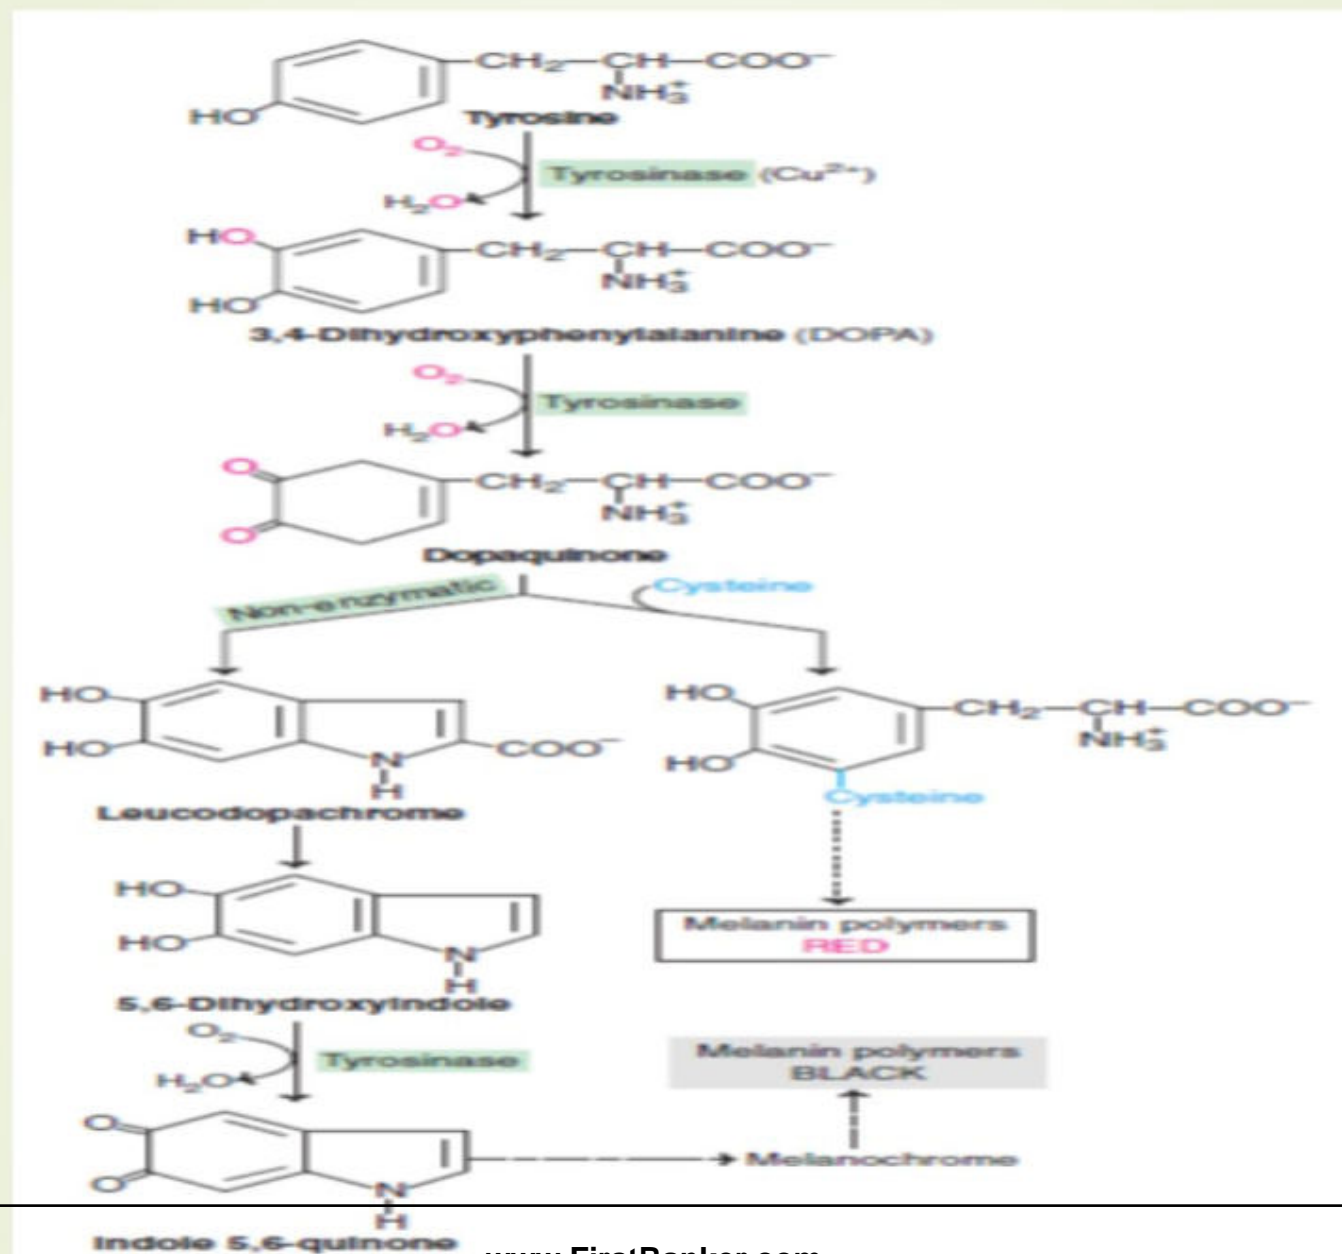 CH₂—CH—COO⁻
NH₃⁺
HO
Tyrosine
O₂
Tyrosinase (Cu²⁺)
H₂O
HO
CH₂—CH—COO⁻
NH₃⁺
HO
3,4-Dihydroxyphenylalanine (DOPA)
O₂
Tyrosinase
H₂O
O
CH₂—CH—COO⁻
NH₃⁺
O
Dopaquinone
Non-enzymatic
Cysteine
HO
HO
COO⁻
N
H
Leucodopachrome
HO
CH₂—CH—COO⁻
NH₃⁺
HO
Cysteine
HO
HO
N
H
5,6-Dihydroxyindole
Melanin polymers
RED
O₂
Tyrosinase
H₂O
Melanin polymers
BLACK
O
O
N
H
Melanochrome
Indole 5,6-quinone
www.FirstRanker.com